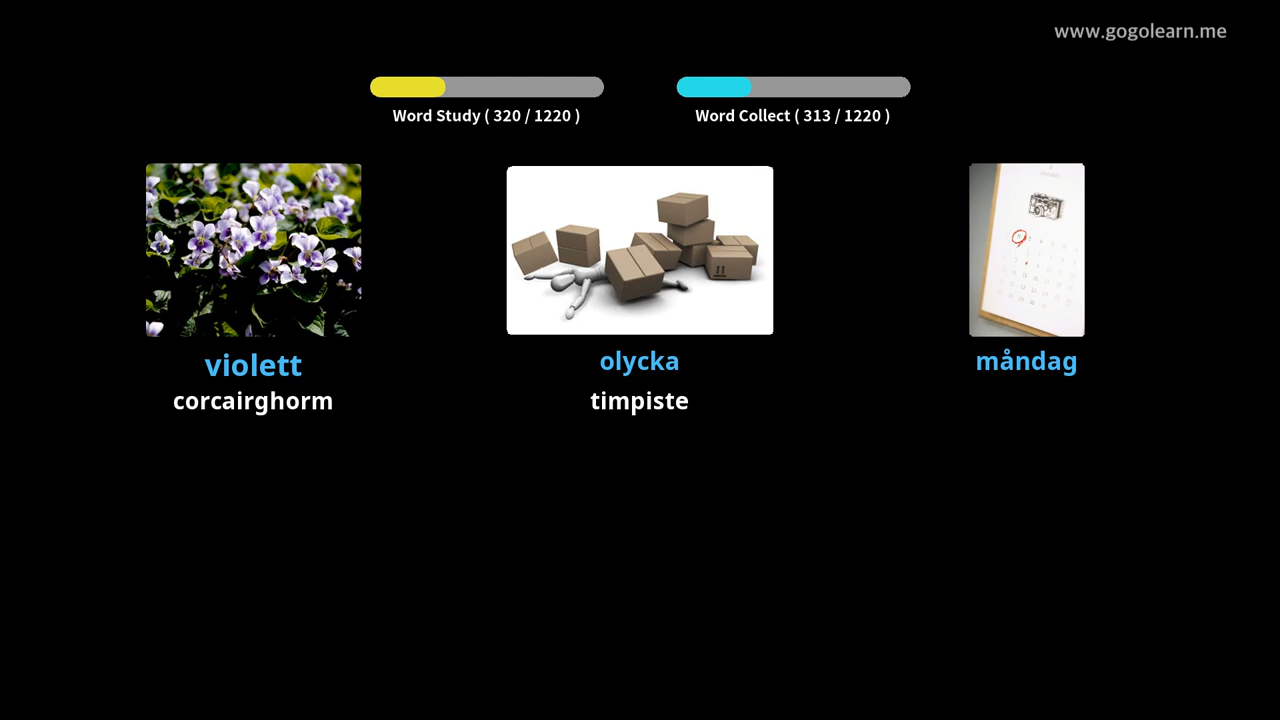 www.gogolearn.me
Word Study ( 320 / 1220 )
Word Collect ( 313 / 1220 )
violett
corcairghorm
olycka
timpiste
måndag